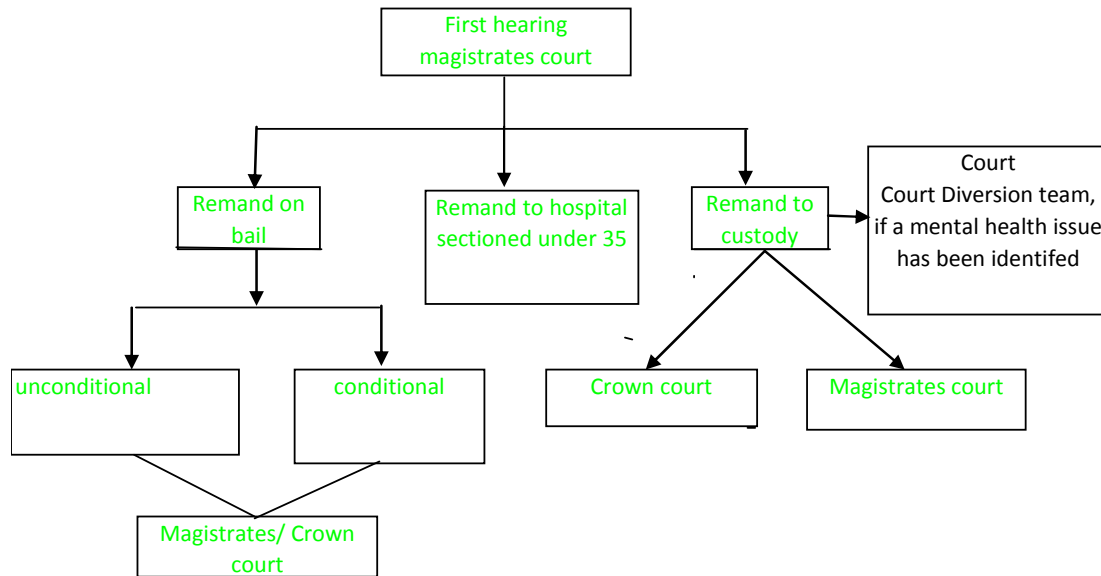 First hearing
magistrates court
Remand on
bail
Remand to hospital
sectioned under 35
Remand to
custody
Court
Court Diversion team,
if a mental health issue
has been identifed
unconditional
conditional
Crown court
Magistrates court
Magistrates/ Crown
court